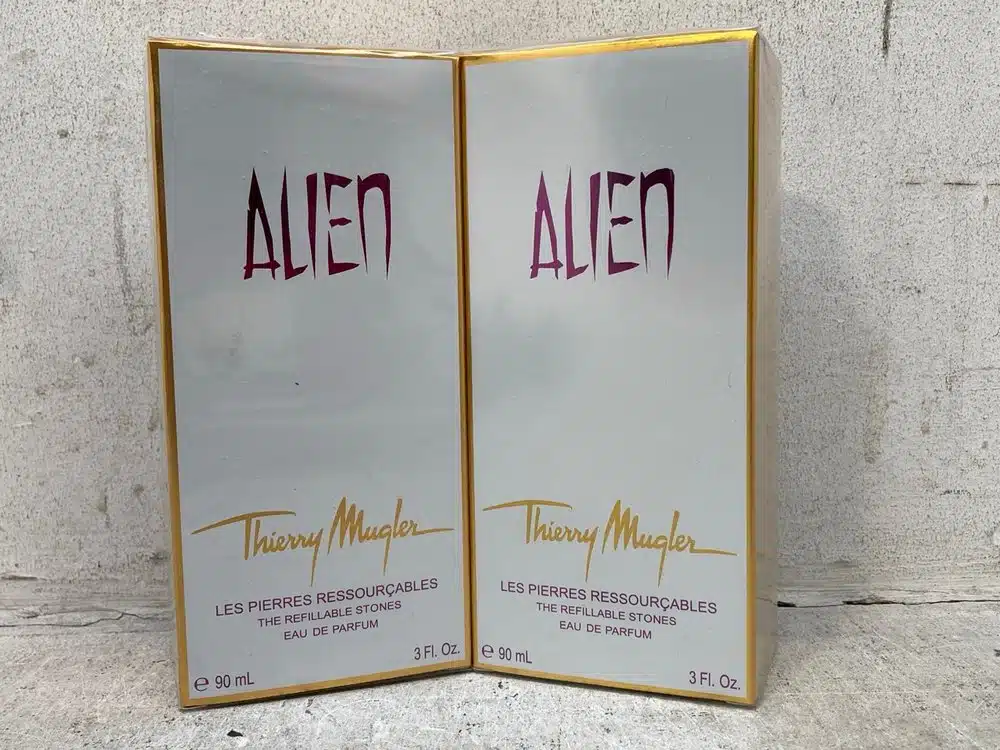 ALIEN
Thierry Mugler
LES PIERRES RESSOURÇABLES
THE REFILLABLE STONES
EAU DE PARFUM
℮ 90 mL
3 Fl. Oz.
ALIEN
Thierry Mugler
LES PIERRES RESSOURÇABLES
THE REFILLABLE STONES
EAU DE PARFUM
℮ 90 mL
3 Fl. Oz.